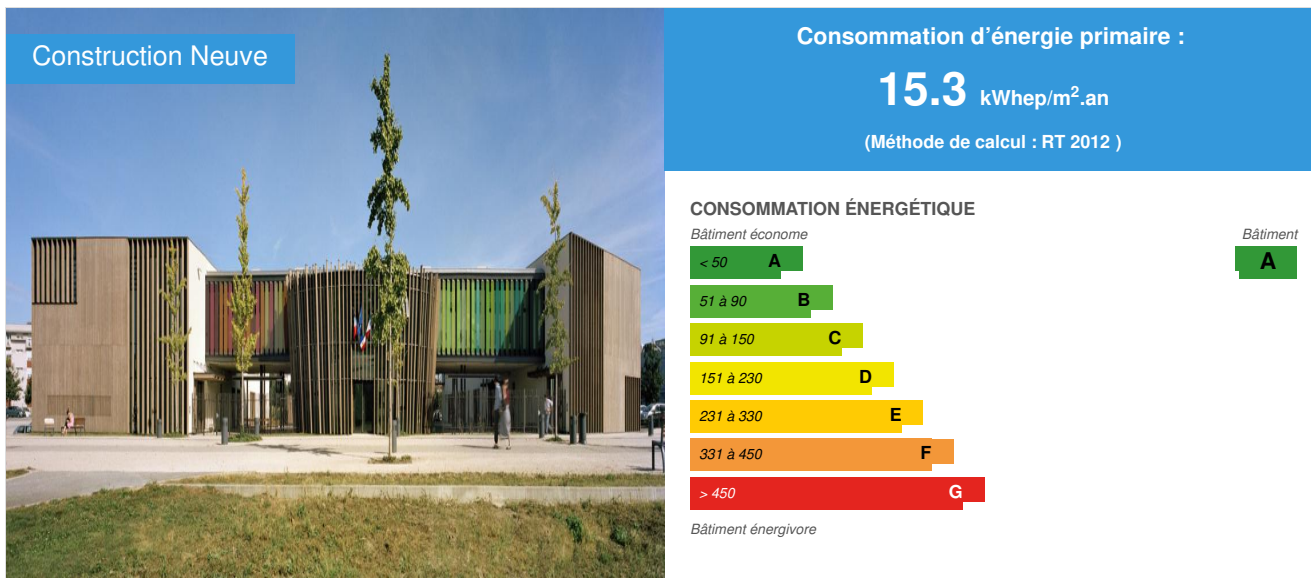 Construction Neuve
Consommation d'énergie primaire :
15.3 kWhep/m².an
(Méthode de calcul : RT 2012 )
CONSOMMATION ÉNERGÉTIQUE
Bâtiment économe
Bâtiment
< 50 A
A
51 à 90 B
91 à 150 C
151 à 230 D
231 à 330 E
331 à 450 F
> 450 G
Bâtiment énergivore